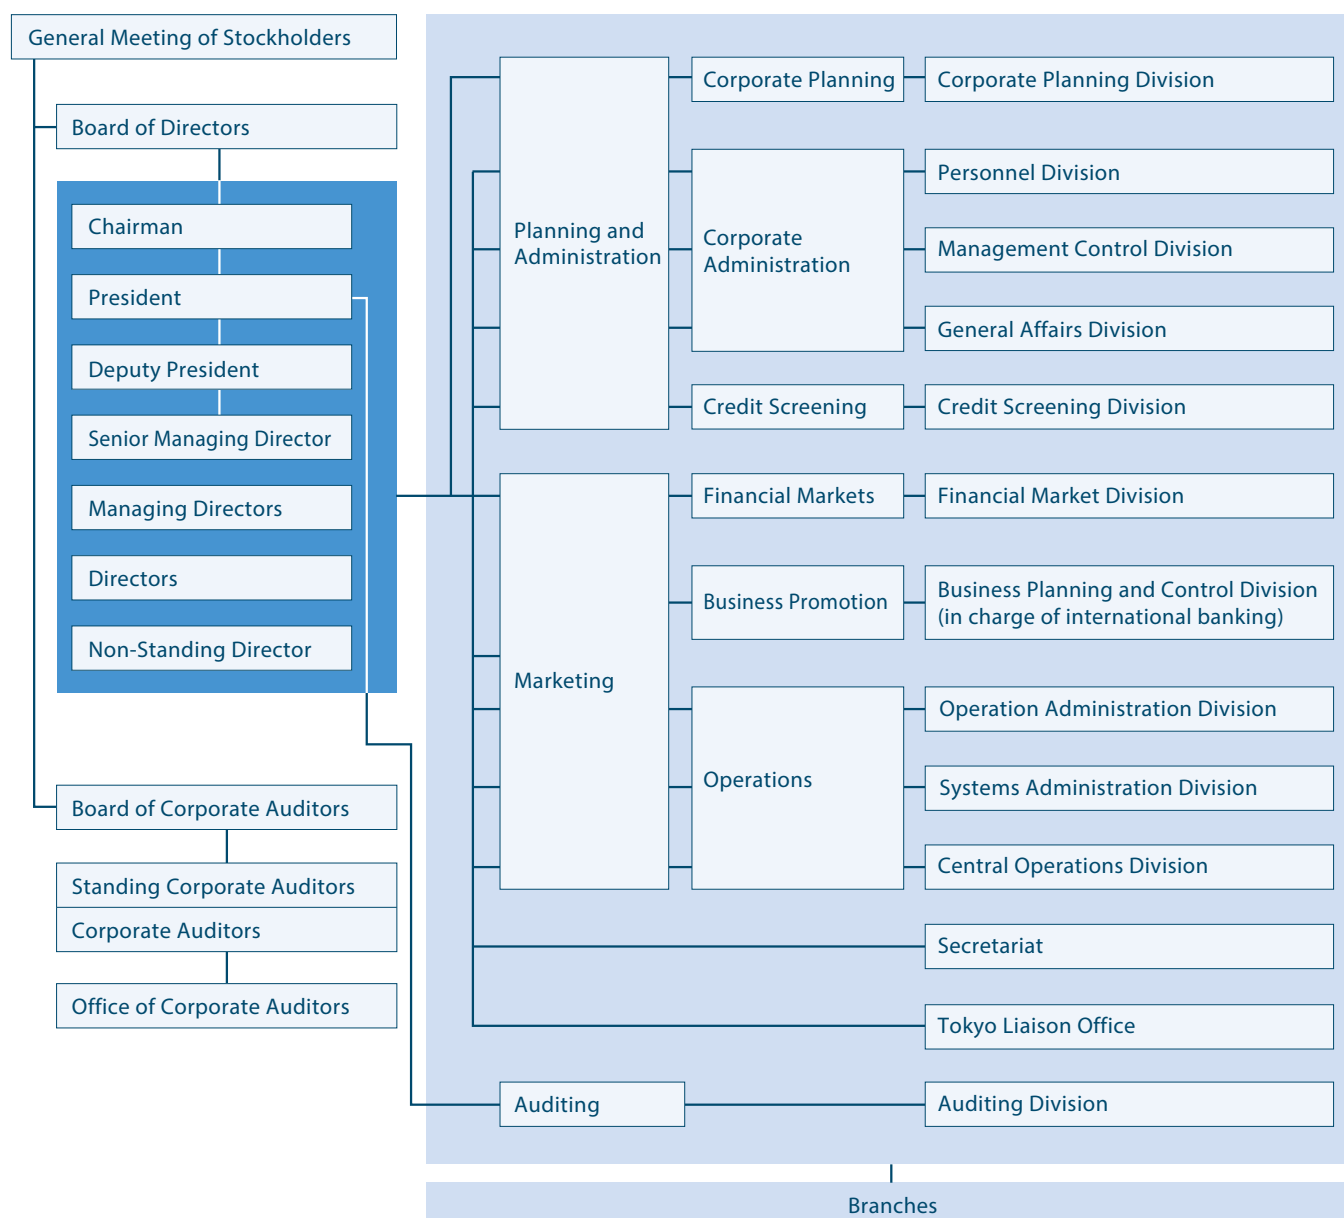 General Meeting of Stockholders
Board of Directors
Chairman
President
Deputy President
Senior Managing Director
Managing Directors
Directors
Non-Standing Director
Board of Corporate Auditors
Standing Corporate Auditors
Corporate Auditors
Office of Corporate Auditors
Planning and
Administration
Corporate Planning
Corporate Planning Division
Corporate
Administration
Personnel Division
Management Control Division
General Affairs Division
Credit Screening
Credit Screening Division
Marketing
Financial Markets
Financial Market Division
Business Promotion
Business Planning and Control Division
(in charge of international banking)
Operations
Operation Administration Division
Systems Administration Division
Central Operations Division
Secretariat
Tokyo Liaison Office
Auditing
Auditing Division
Branches